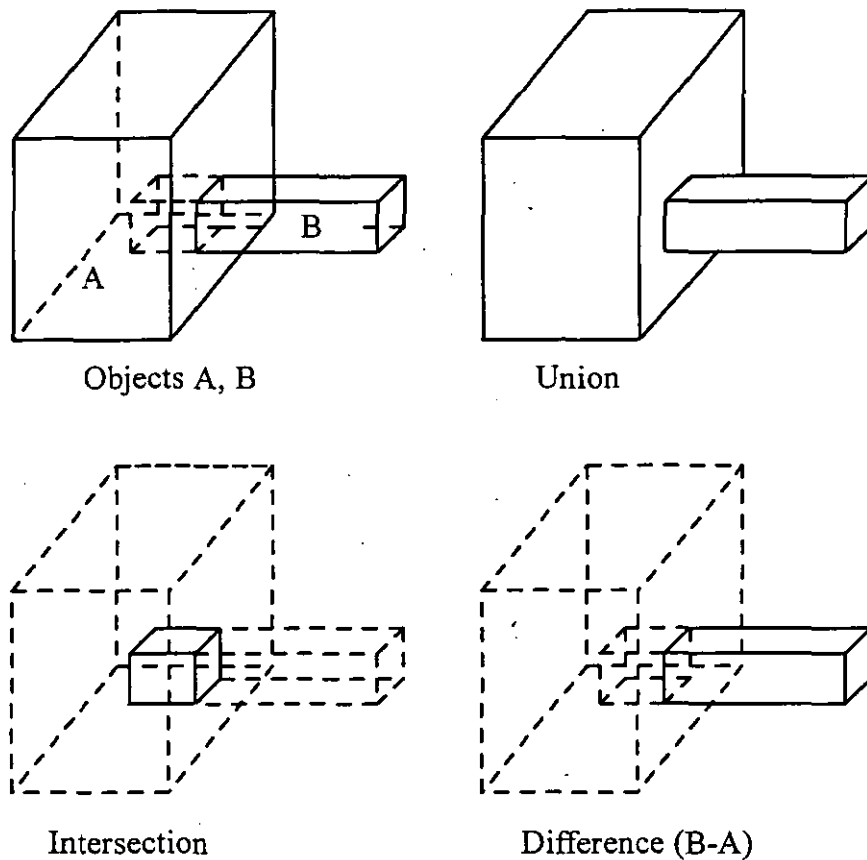 A
B
Objects A, B
Union
Intersection
Difference (B-A)